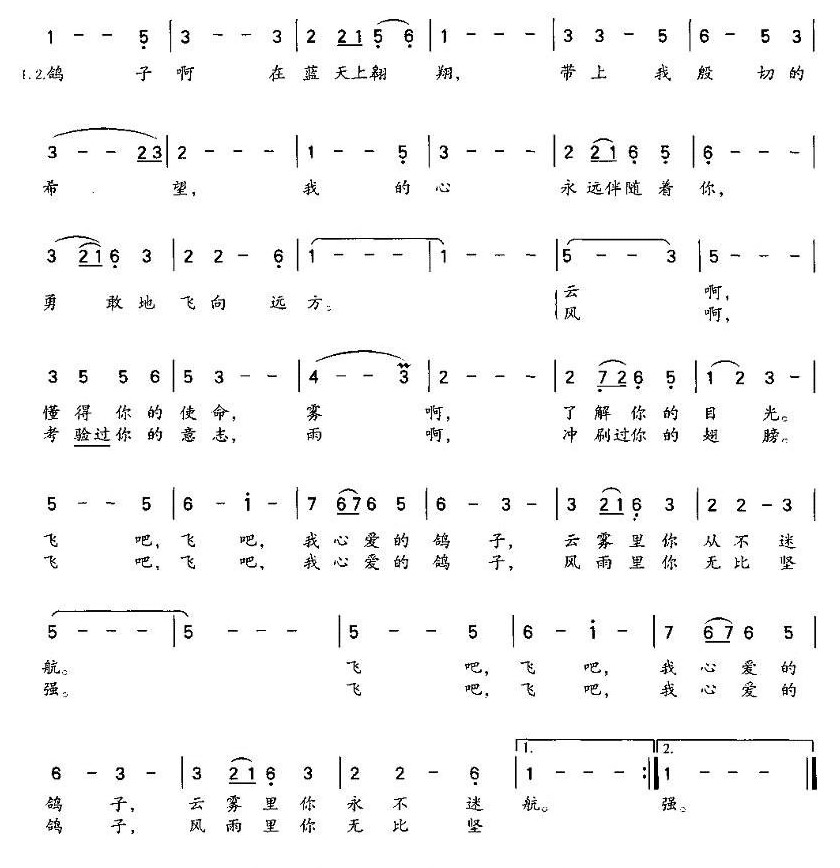 1 - - 5 | 3 - - 3 | 2 21 5 6 | 1 - - - | 3 3 - 5 | 6 - 5 3 |
1.2.鸽 子 啊 在 蓝 天上翱 翔, 带 上 我 殷 切 的
3 - - 23 | 2 - - - | 1 - - 5 | 3 - - - | 2 21 6 5 | 6 - - - |
希 望, 我 的 心 永 远伴随着 你,
3 21 6 3 | 2 2 - 6 | 1 - - - | 1 - - - | 5 - - 3 | 5 - - - |
勇 敢地 飞 向 远 方。 云 啊,
风 啊,
3 5 5 6 | 5 3 - - | 4 - - 3 | 2 - - - | 2 72 6 5 | 1 2 3 - |
懂 得 你 的 使 命, 雾 啊, 了 解你 的 目 光。
考 验过你 的 意 志, 雨 啊, 冲 刷过你 的 翅 膀。
5 - - 5 | 6 - i - | 7 67 6 5 | 6 - 3 - | 3 21 6 3 | 2 2 - 3 |
飞 吧, 飞 吧, 我 心 爱 的 鸽 子, 云 雾 里 你 从 不 迷
飞 吧, 飞 吧, 我 心 爱 的 鸽 子, 风 雨 里 你 无 比 坚
5 - - - | 5 - - - | 5 - - 5 | 6 - i - | 7 67 6 5 |
航。 飞 吧, 飞 吧, 我 心 爱 的
强。 飞 吧, 飞 吧, 我 心 爱 的
1. 2.
6 - 3 - | 3 21 6 3 | 2 2 - 6 | 1 - - - :| 1 - - - ||
鸽 子, 云 雾 里 你 永 不 迷 航。 强。
鸽 子, 风 雨 里 你 无 比 坚